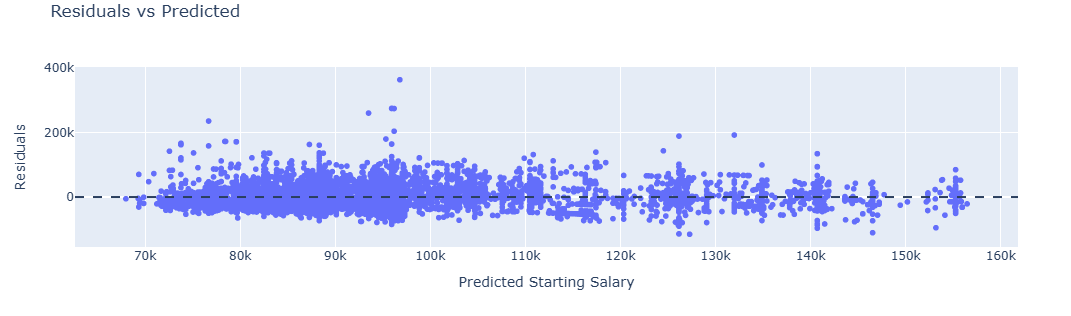 Residuals vs Predicted
400k
200k
0
Residuals
70k 80k 90k 100k 110k 120k 130k 140k 150k 160k
Predicted Starting Salary